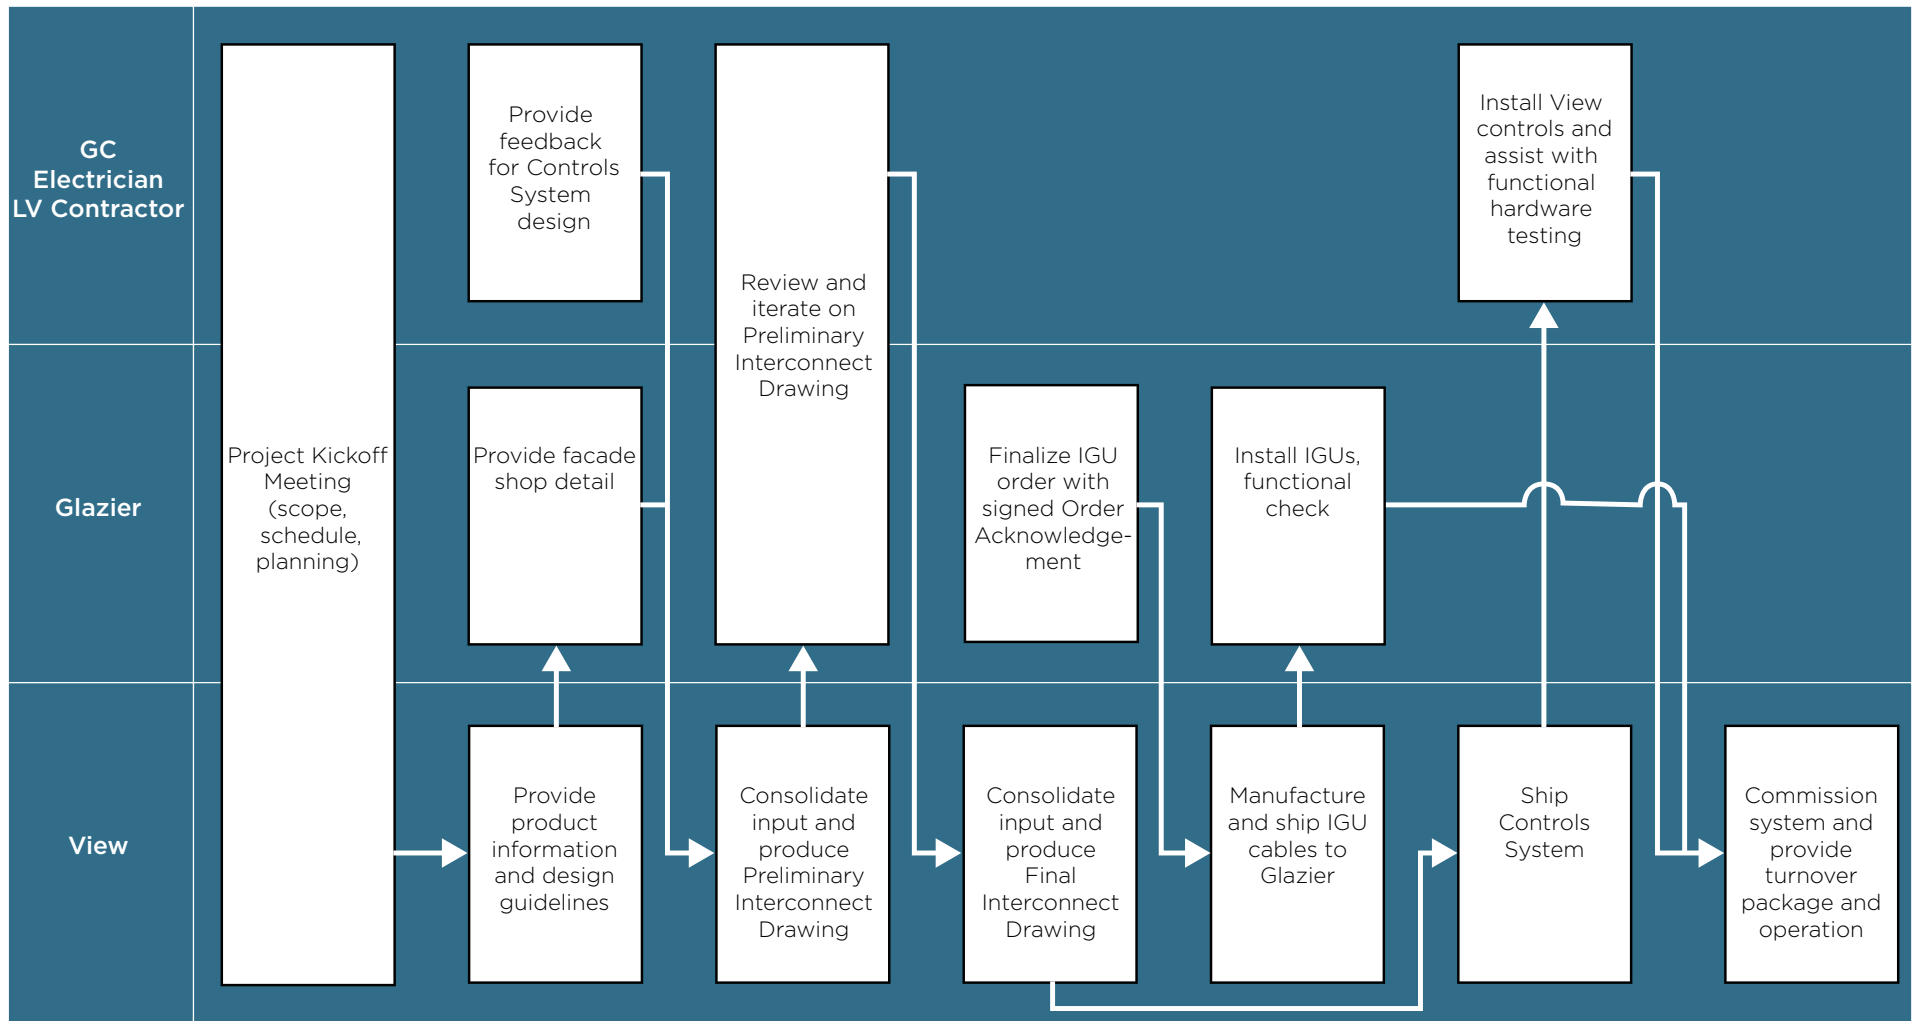 GC
Electrician
LV Contractor
Provide
feedback
for Controls
System
design
Install View
controls and
assist with
functional
hardware
testing
Review and
iterate on
Preliminary
Interconnect
Drawing
Glazier
Project Kickoff
Meeting
(scope,
schedule,
planning)
Provide facade
shop detail
Finalize IGU
order with
signed Order
Acknowledge-
ment
Install IGUs,
functional
check
View
Provide
product
information
and design
guidelines
Consolidate
input and
produce
Preliminary
Interconnect
Drawing
Consolidate
input and
produce
Final
Interconnect
Drawing
Manufacture
and ship IGU
cables to
Glazier
Ship
Controls
System
Commission
system and
provide
turnover
package and
operation